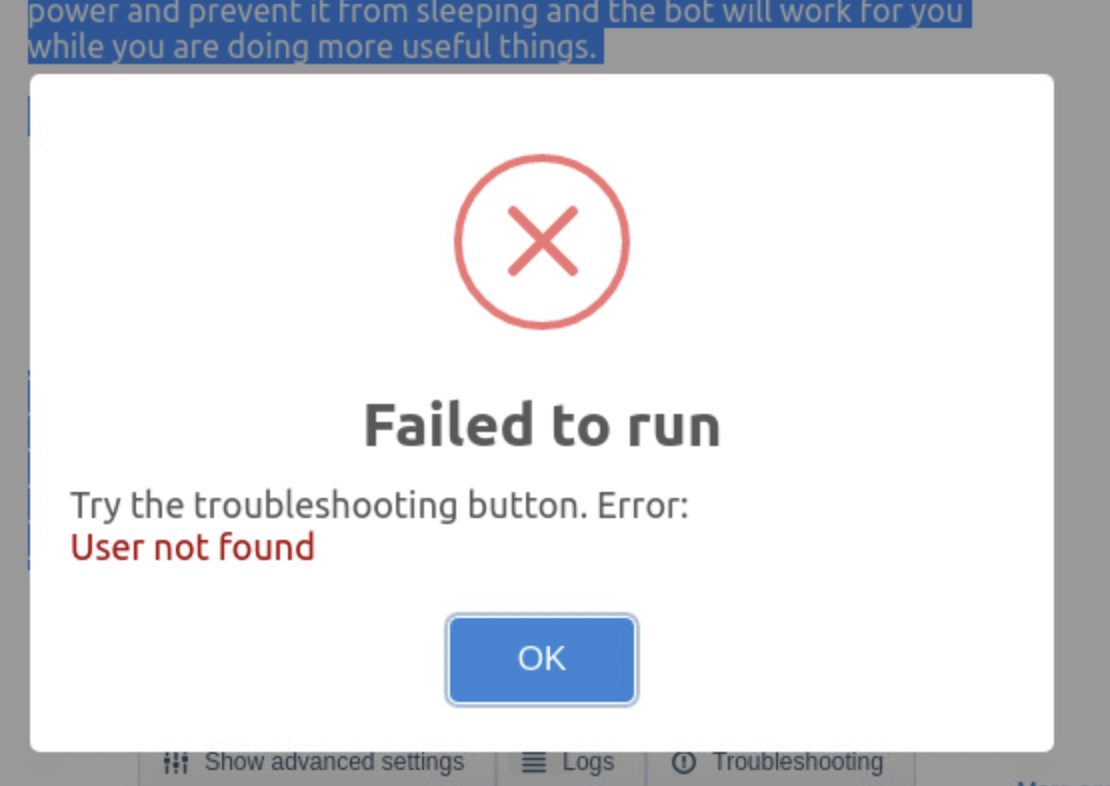 power and prevent it from sleeping and the bot will work for you
while you are doing more useful things.
Failed to run
Try the troubleshooting button. Error:
User not found
OK
Show advanced settings
Logs
Troubleshooting